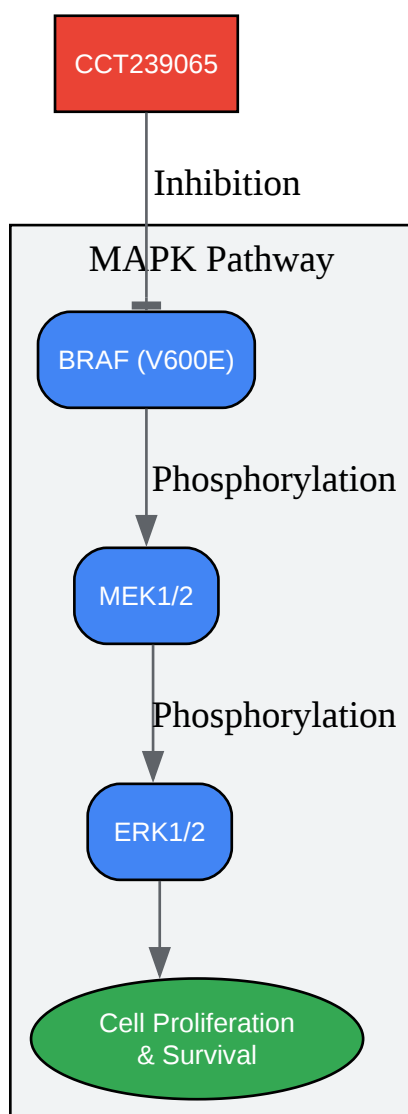 CCT239065
Inhibition
MAPK Pathway
BRAF (V600E)
Phosphorylation
MEK1/2
Phosphorylation
ERK1/2
Cell Proliferation
& Survival